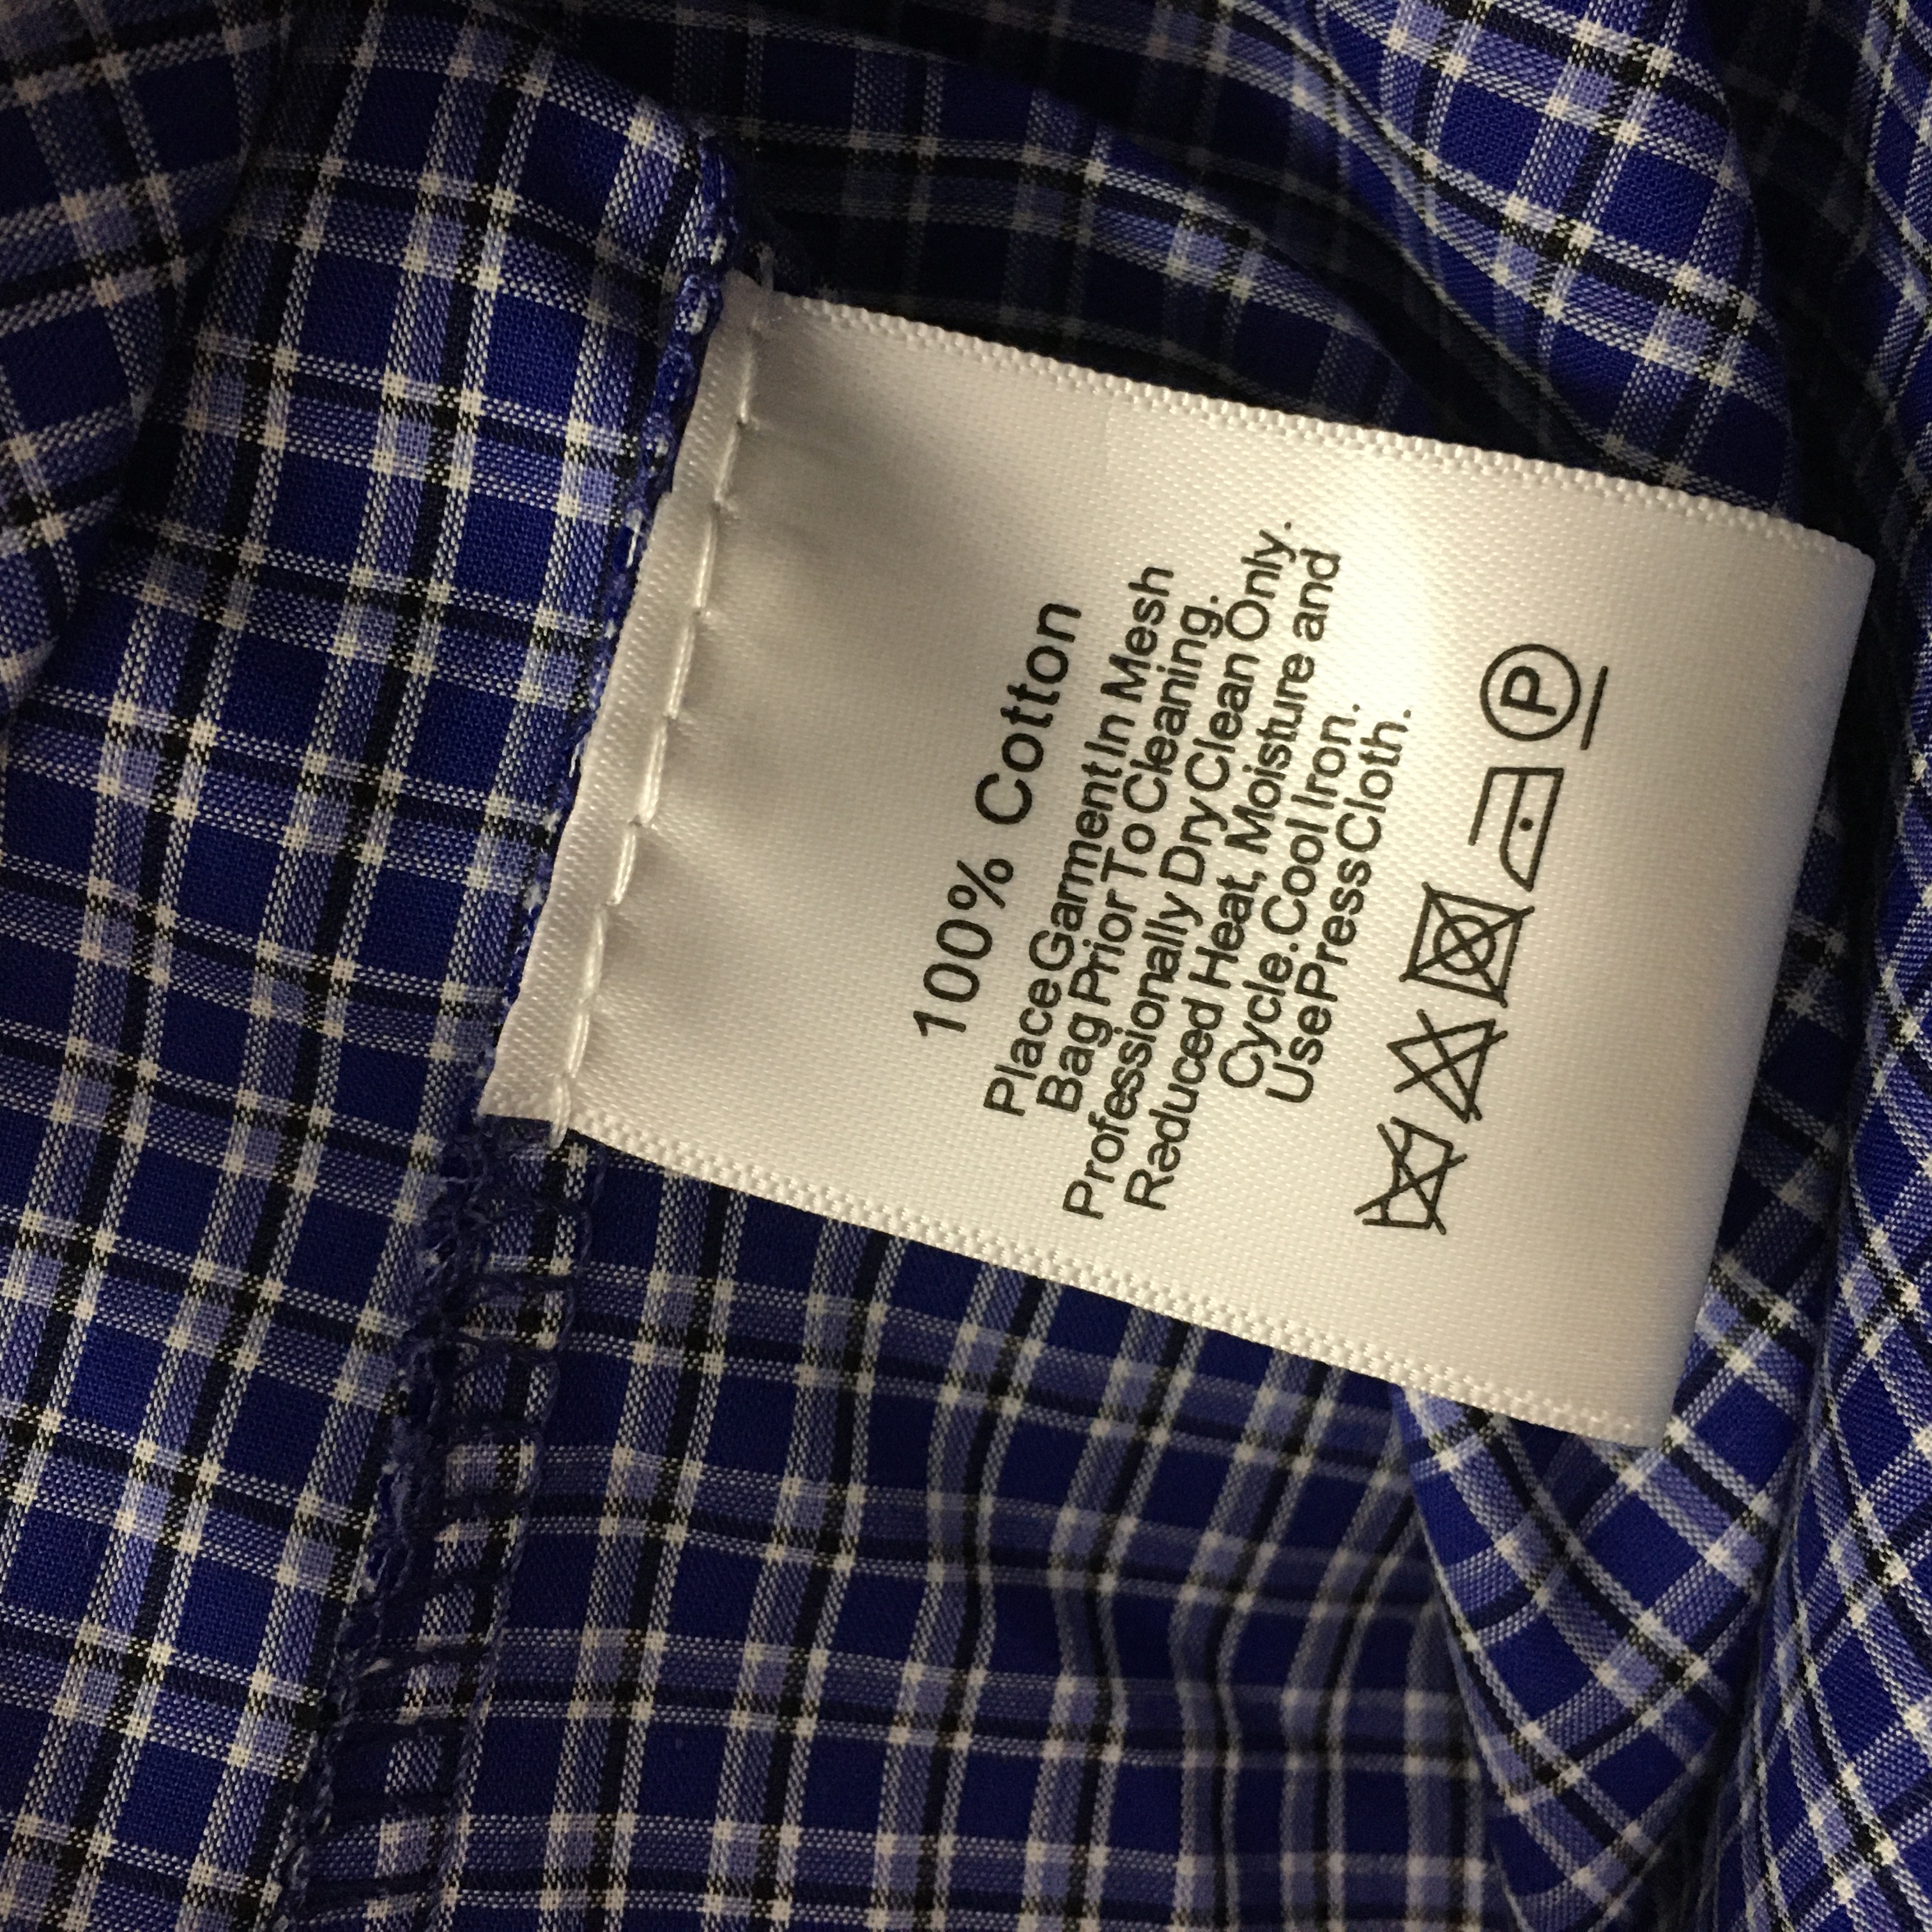 100% Cotton
Place Garment In Mesh
Bag Prior To Cleaning.
Professionally Dry Clean Only.
Reduced Heat, Moisture and
Cycle. Cool Iron.
Use Press Cloth.
P